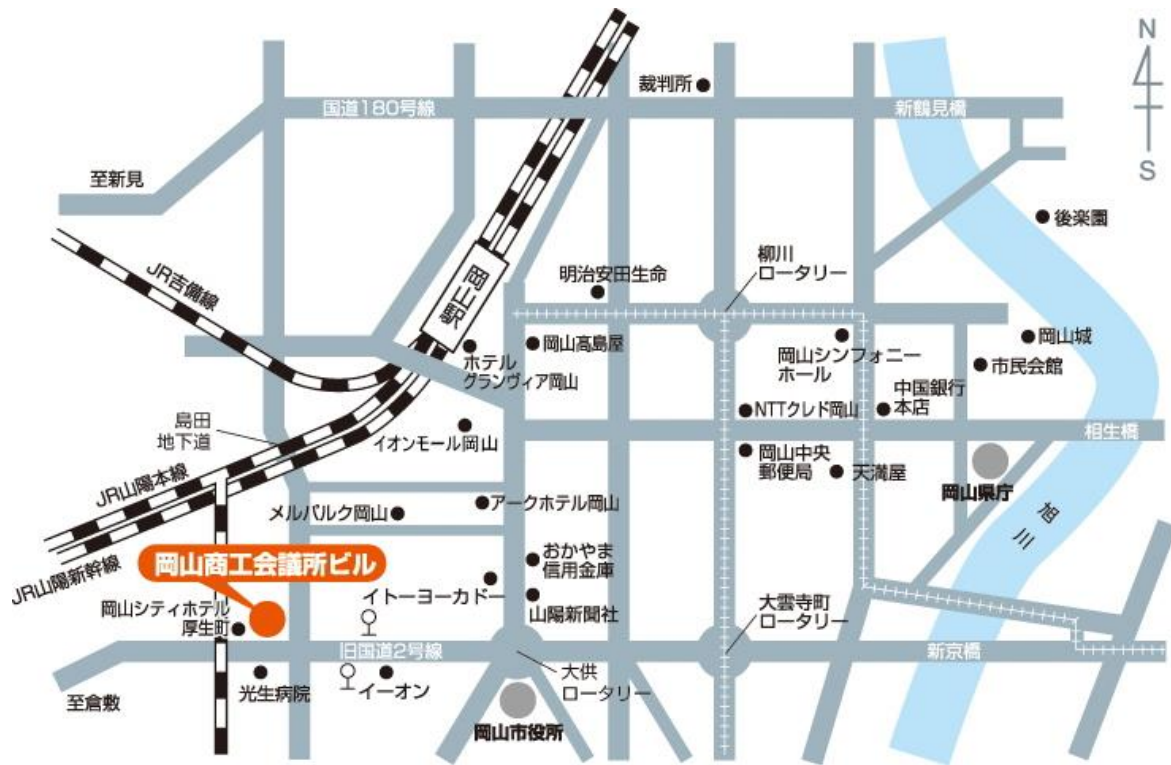 N
S
裁判所
国道180号線
新鶴見橋
至新見
後楽園
柳川
ロータリー
明治安田生命
JR吉備線
岡山駅
岡山髙島屋
ホテル
グランヴィア岡山
岡山シンフォニー
ホール
岡山城
市民会館
中国銀行
本店
NTTクレド岡山
島田
地下道
イオンモール岡山
相生橋
岡山中央
郵便局
天満屋
岡山県庁
JR山陽本線
メルパルク岡山
アークホテル岡山
旭川
JR山陽新幹線
岡山商工会議所ビル
おかやま
信用金庫
イトーヨーカドー
山陽新聞社
岡山シティホテル
厚生町
大雲寺町
ロータリー
旧国道2号線
新京橋
至倉敷
光生病院
イーオン
大供
ロータリー
岡山市役所